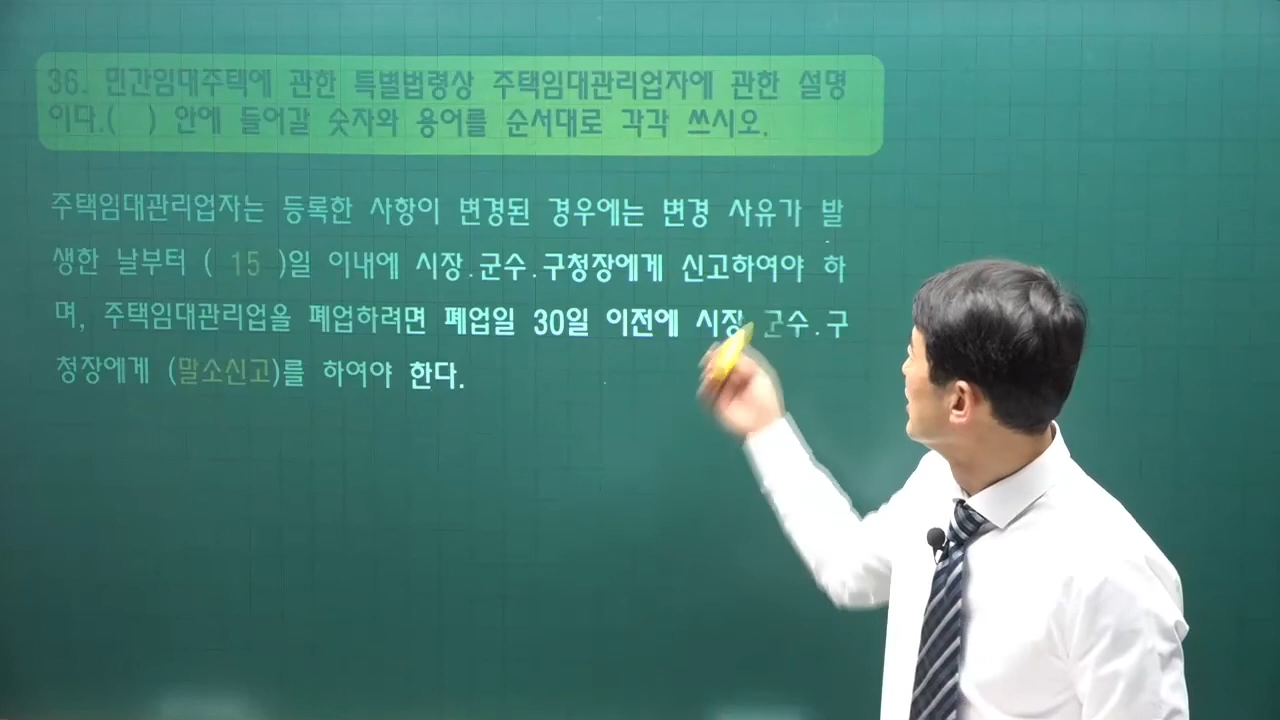 36. 민간임대주택에 관한 특별법령상 주택임대관리업자에 관한 설명
이다.( ) 안에 들어갈 숫자와 용어를 순서대로 각각 쓰시오.
주택임대관리업자는 등록한 사항이 변경된 경우에는 변경 사유가 발
생한 날부터 ( 15 )일 이내에 시장.군수.구청장에게 신고하여야 하
며, 주택임대관리업을 폐업하려면 폐업일 30일 이전에 시장 군수.구
청장에게 (말소신고)를 하여야 한다.